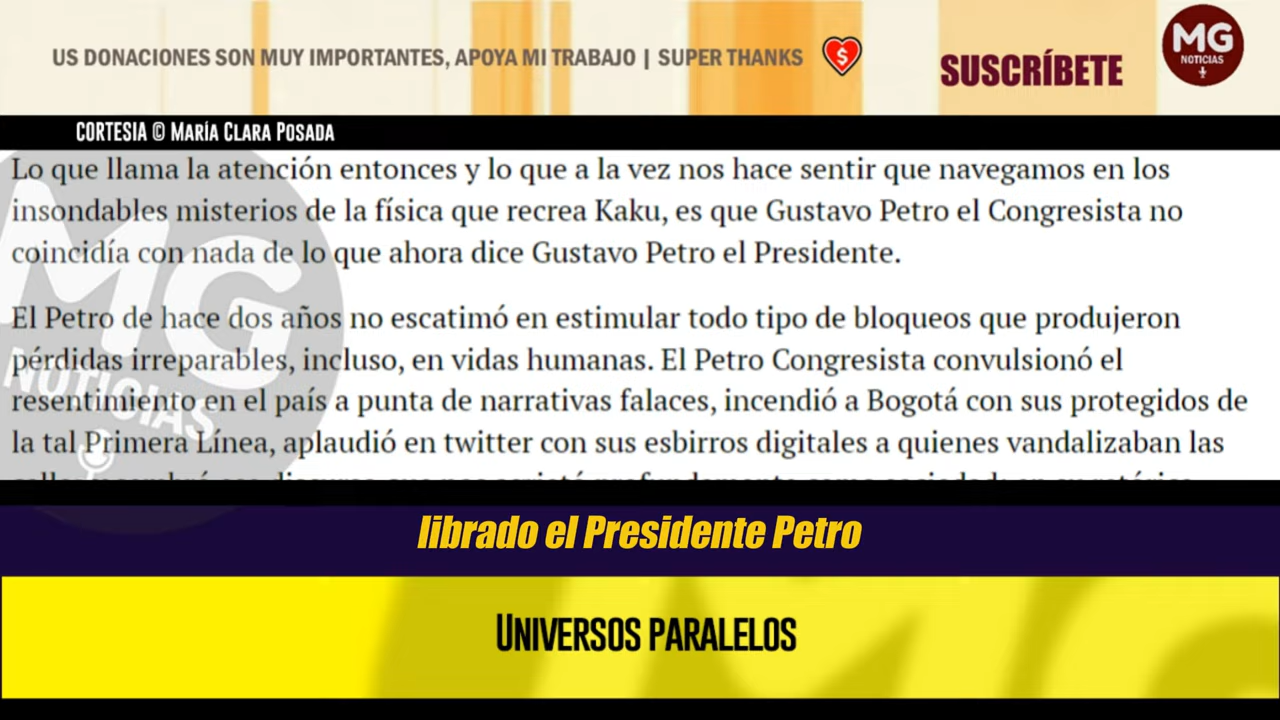 US DONACIONES SON MUY IMPORTANTES, APOYA MI TRABAJO | SUPER THANKS
$
SUSCRÍBETE
MG
NOTICIAS
CORTESIA © MARÍA CLARA POSADA
Lo que llama la atención entonces y lo que a la vez nos hace sentir que navegamos en los
insondables misterios de la física que recrea Kaku, es que Gustavo Petro el Congresista no
coincidía con nada de lo que ahora dice Gustavo Petro el Presidente.
El Petro de hace dos años no escatimó en estimular todo tipo de bloqueos que produjeron
pérdidas irreparables, incluso, en vidas humanas. El Petro Congresista convulsionó el
resentimiento en el país a punta de narrativas falaces, incendió a Bogotá con sus protegidos de
la tal Primera Línea, aplaudió en twitter con sus esbirros digitales a quienes vandalizaban las
MG
NOTICIAS
librado el Presidente Petro
UNIVERSOS PARALELOS